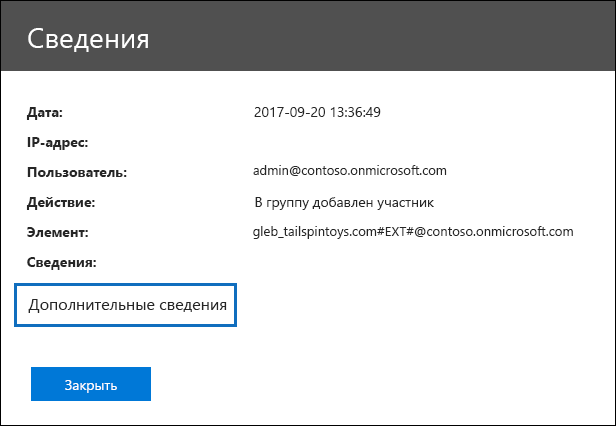 Сведения
Дата: 2017-09-20 13:36:49
IP-адрес:
Пользователь: admin@contoso.onmicrosoft.com
Действие: В группу добавлен участник
Элемент: gleb_tailspintoys.com#EXT#@contoso.onmicrosoft.com
Сведения:
Дополнительные сведения
Закрыть